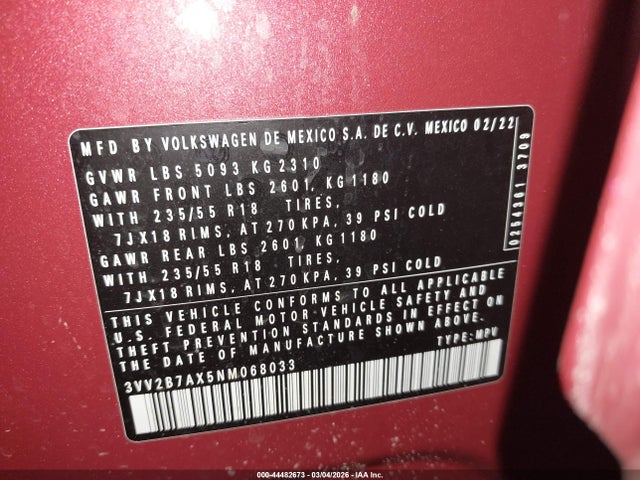 MFD BY VOLKSWAGEN DE MEXICO S.A. DE C.V. MEXICO 02/22
GVWR LBS 5093 KG 2310
GAWR FRONT LBS 2601, KG 1180
WITH 235/55 R18 TIRES,
7JX18 RIMS, AT 270 KPA, 39 PSI COLD
GAWR REAR LBS 2601, KG 1180
WITH 235/55 R18 TIRES,
7JX18 RIMS, AT 270 KPA, 39 PSI COLD
THIS VEHICLE CONFORMS TO ALL APPLICABLE
U.S. FEDERAL MOTOR-VEHICLE SAFETY AND
THEFT PREVENTION STANDARDS IN EFFECT ON
THE DATE OF MANUFACTURE SHOWN ABOVE.
3VV2B7AX5NM068033 TYPE: MPV
0254301 3709
000-44482673 - 03/04/2026 - IAA Inc.